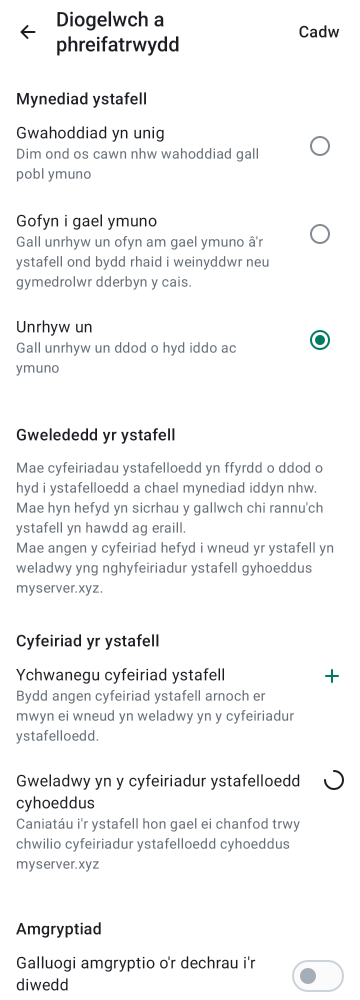 Diogelwch a
phreifatrwydd
Cadw
Mynediad ystafell
Gwahoddiad yn unig
Dim ond os cawn nhw wahoddiad gall
pobl ymuno
Gofyn i gael ymuno
Gall unrhyw un ofyn am gael ymuno â'r
ystafell ond bydd rhaid i weinyddwr neu
gymedrolwr dderbyn y cais.
Unrhyw un
Gall unrhyw un ddod o hyd iddo ac
ymuno
Gwelededd yr ystafell
Mae cyfeiriadau ystafelloedd yn ffyrdd o ddod o
hyd i ystafelloedd a chael mynediad iddyn nhw.
Mae hyn hefyd yn sicrhau y gallwch chi rannu'ch
ystafell yn hawdd ag eraill.
Mae angen y cyfeiriad hefyd i wneud yr ystafell yn
weladwy yng nghyfeiriadur ystafell gyhoeddus
myserver.xyz.
Cyfeiriad yr ystafell
Ychwanegu cyfeiriad ystafell
Bydd angen cyfeiriad ystafell arnoch er
mwyn ei wneud yn weladwy yn y cyfeiriadur
ystafelloedd.
Gweladwy yn y cyfeiriadur ystafelloedd
cyhoeddus
Caniatáu i'r ystafell hon gael ei chanfod trwy
chwilio cyfeiriadur ystafelloedd cyhoeddus
myserver.xyz
Amgryptiad
Galluogi amgryptio o'r dechrau i'r
diwedd